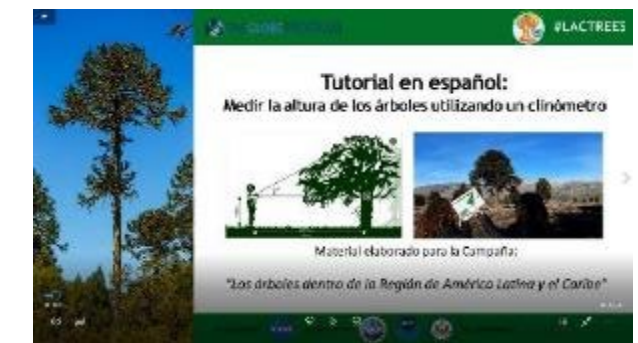 #LACTREES
Tutorial en español:
Medir la altura de los árboles utilizando un clinómetro
Material elaborado para la Campaña:
"Los árboles dentro de la Región de América Latina y el Caribe"